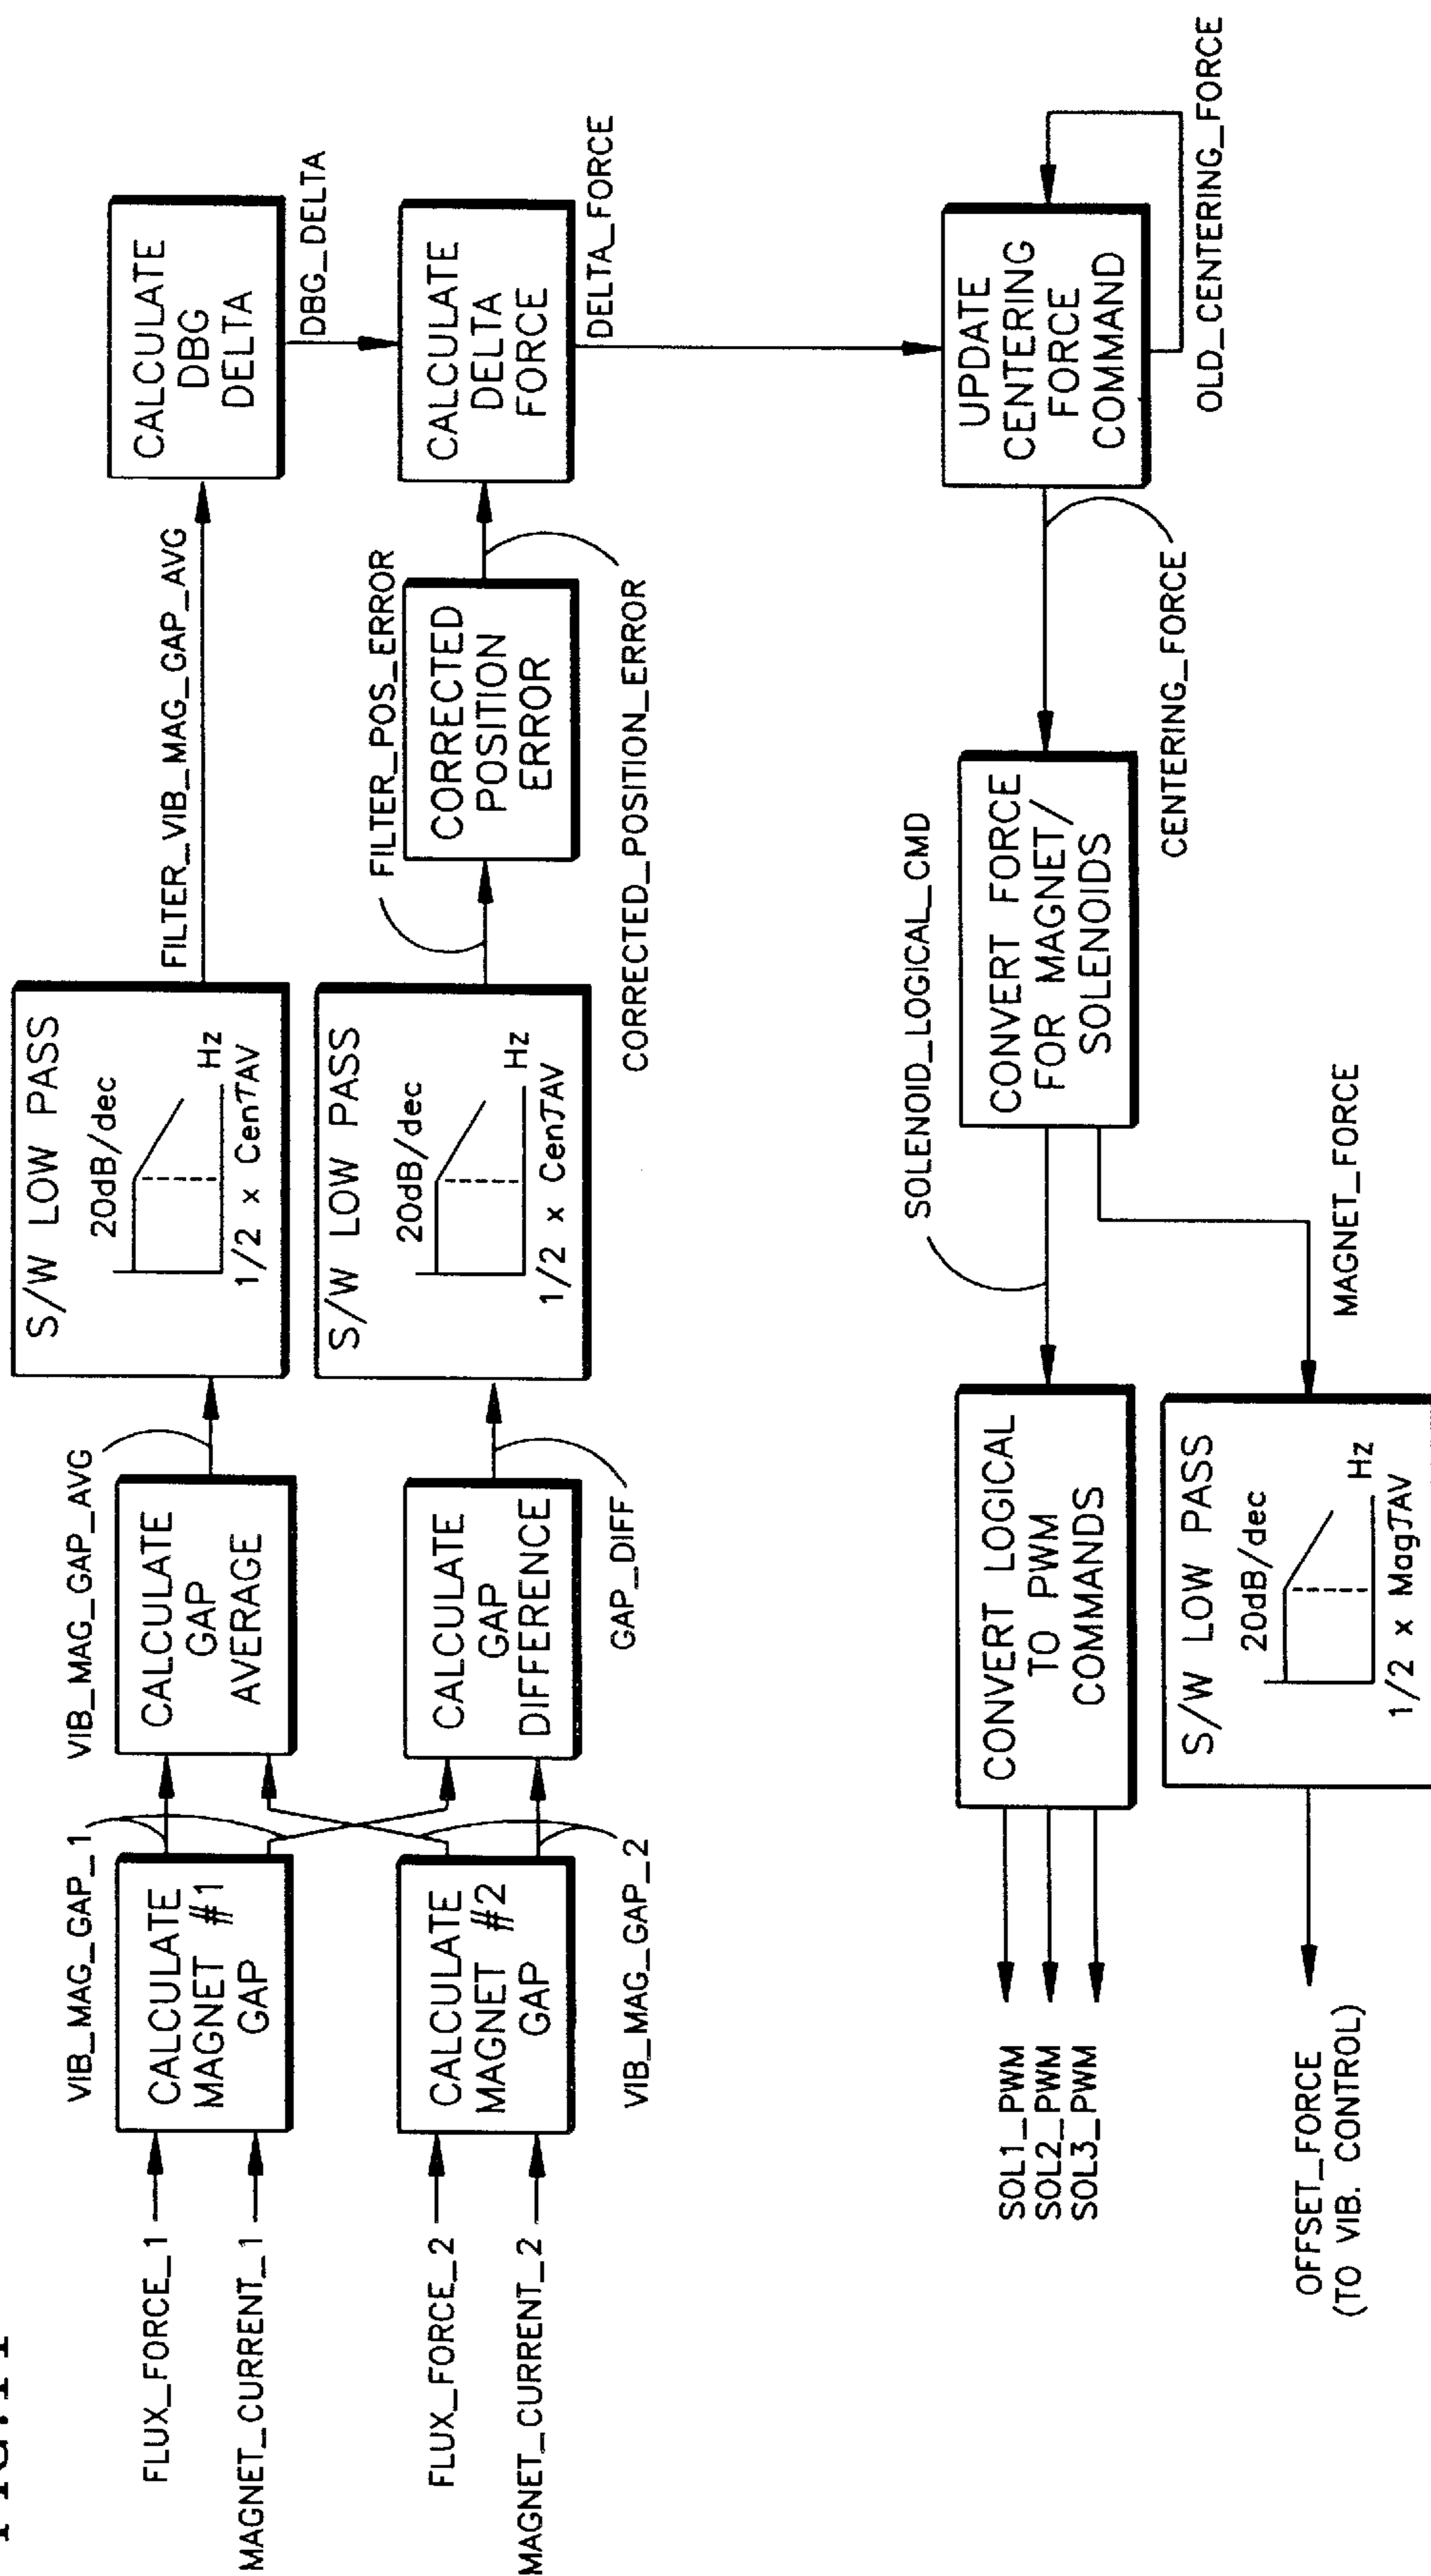 FLUX_FORCE_1
MAGNET_CURRENT_1
FLUX_FORCE_2
MAGNET_CURRENT_2
VIB_MAG_GAP_1
CALCULATE
MAGNET #1
GAP
CALCULATE
MAGNET #2
GAP
VIB_MAG_GAP_2
VIB_MAG_GAP_AVG
CALCULATE
GAP
AVERAGE
CALCULATE
GAP
DIFFERENCE
GAP_DIFF
S/W LOW PASS
20dB/dec
Hz
1/2 x CenTAV
S/W LOW PASS
20dB/dec
Hz
1/2 x CenTAV
FILTER_VIB_MAG_GAP_AVG
FILTER_POS_ERROR
CORRECTED
POSITION
ERROR
CORRECTED_POSITION_ERROR
CALCULATE
DBG
DELTA
DBG_DELTA
CALCULATE
DELTA
FORCE
DELTA_FORCE
UPDATE
CENTERING
FORCE
COMMAND
OLD_CENTERING_FORCE
CENTERING_FORCE
CONVERT FORCE
FOR MAGNET/
SOLENOIDS
SOLENOID_LOGICAL_CMD
MAGNET_FORCE
CONVERT LOGICAL
TO PWM
COMMANDS
S/W LOW PASS
20dB/dec
Hz
1/2 x MagTAV
SOL1_PWM
SOL2_PWM
SOL3_PWM
OFFSET_FORCE
(TO VIB. CONTROL)